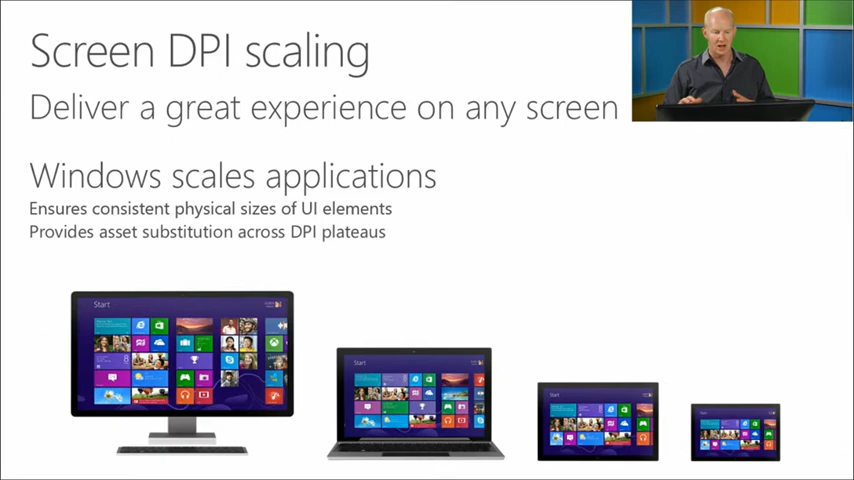 Screen DPI scaling
Deliver a great experience on any screen
Windows scales applications
Ensures consistent physical sizes of UI elements
Provides asset substitution across DPI plateaus
Start
Start
Start
Start